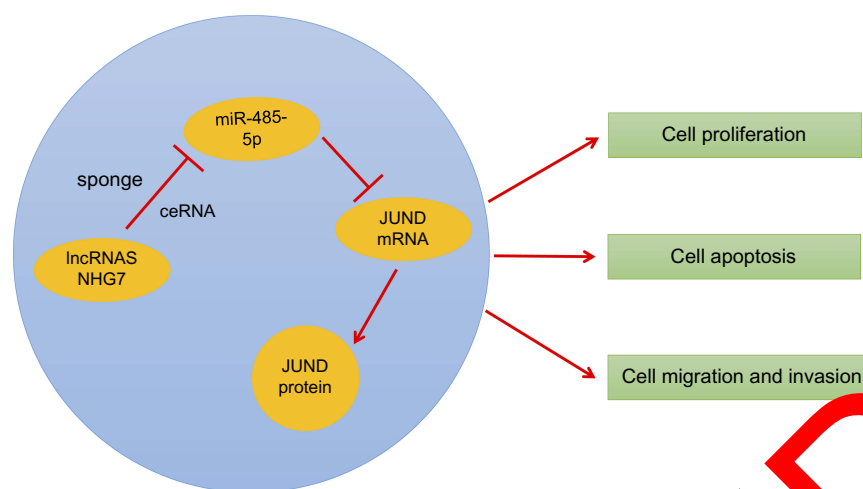 miR-485-
5p
sponge
ceRNA
lncRNAS
NHG7
JUND
mRNA
JUND
protein
Cell proliferation
Cell apoptosis
Cell migration and invasion